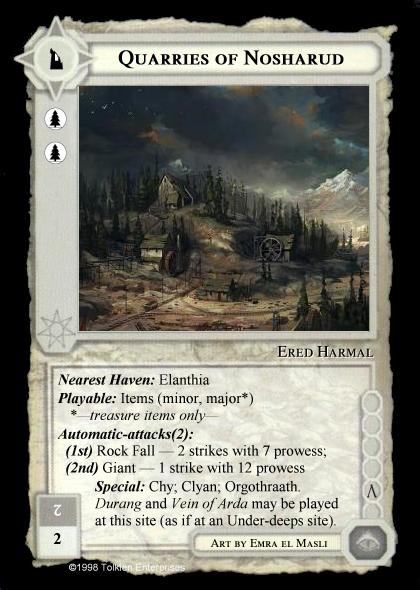 Quarries of Nosharud
Ered Harmal
Nearest Haven: Elanthia
Playable: Items (minor, major*)
*—treasure items only—
Automatic-attacks(2):
(1st) Rock Fall — 2 strikes with 7 prowess;
(2nd) Giant — 1 strike with 12 prowess
Special: Chy; Clyan; Orgothraath.
Durang and Vein of Arda may be played
at this site (as if at an Under-deeps site).
2
2
Art by Emra el Masli
©1998 Tolkien Enterprises